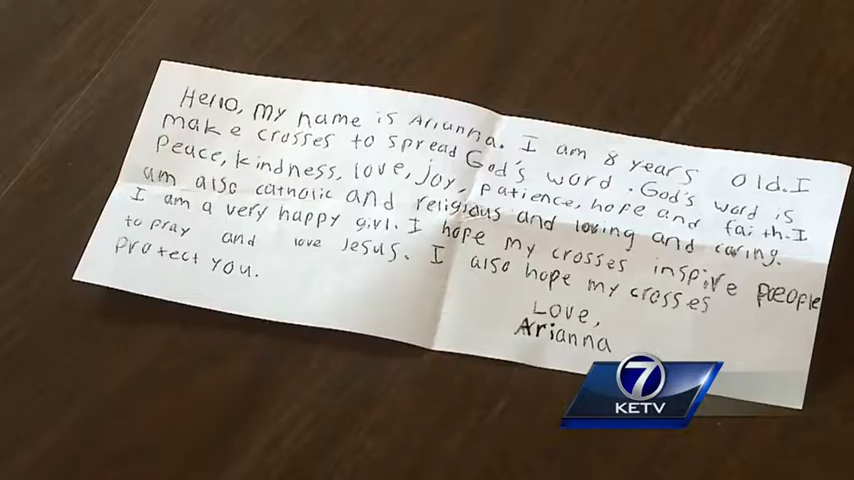 Hello, my name is Arianna. I am 8 years old. I
make crosses to spread God's word. God's word is
Peace, kindness, love, joy, patience, hope and faith. I
am also catholic and religious and loving and caring.
I am a very happy girl. I hope my crosses inspire people
to pray and love Jesus. I also hope my crosses
Protect you.
Love,
Arianna
7
KETV